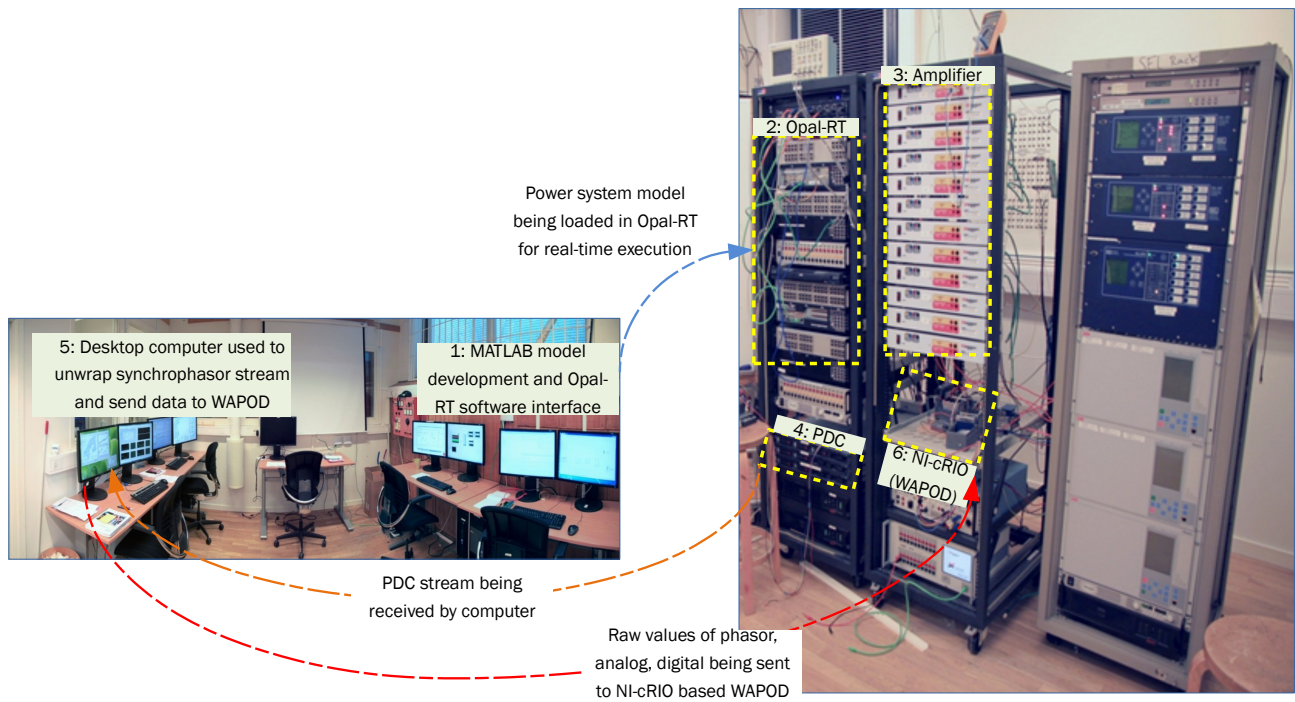 3: Amplifier
SEL Rack
2: Opal-RT
Power system model
being loaded in Opal-RT
for real-time execution
5: Desktop computer used to
unwrap synchrophasor stream
and send data to WAPOD
1: MATLAB model
development and Opal-
RT software interface
4: PDC
6: NI-cRIO
(WAPOD)
PDC stream being
received by computer
Raw values of phasor,
analog, digital being sent
to NI-cRIO based WAPOD